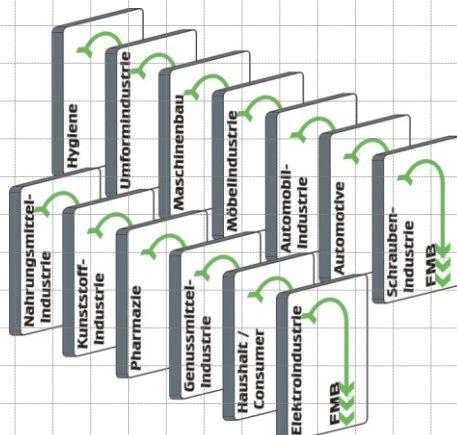 Hygiene
Umformindustrie
Maschinenbau
Möbelindustrie
Automobil-
Industrie
Automotive
Schrauben-
Industrie
FMB
Nahrungsmittel-
Industrie
Kunststoff-
Industrie
Pharmazie
Genussmittel-
Industrie
Haushalt /
Consumer
Elektroindustrie
FMB